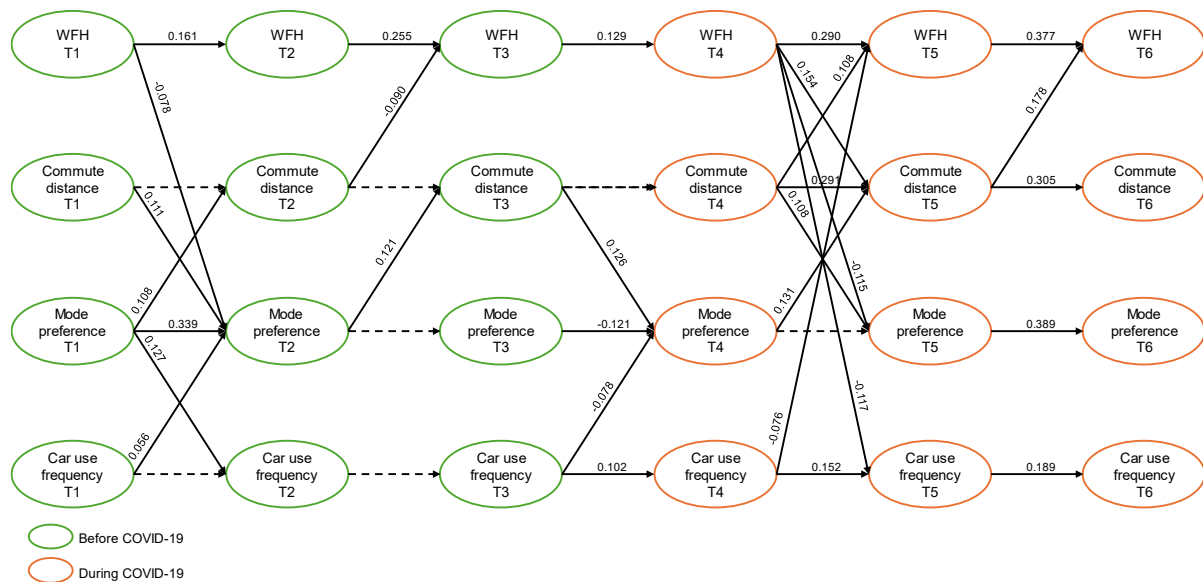 WFH
T1
0.161
WFH
T2
0.255
WFH
T3
0.129
WFH
T4
0.290
WFH
T5
0.377
WFH
T6
-0.078
-0.090
0.154
0.108
0.178
Commute
distance
T1
Commute
distance
T2
Commute
distance
T3
Commute
distance
T4
0.291
Commute
distance
T5
0.305
Commute
distance
T6
0.111
0.108
0.121
0.126
0.108
0.131
-0.115
Mode
preference
T1
0.339
Mode
preference
T2
Mode
preference
T3
-0.121
Mode
preference
T4
Mode
preference
T5
0.389
Mode
preference
T6
0.127
0.056
-0.078
-0.076
-0.117
Car use
frequency
T1
Car use
frequency
T2
Car use
frequency
T3
0.102
Car use
frequency
T4
0.152
Car use
frequency
T5
0.189
Car use
frequency
T6
Before COVID-19
During COVID-19